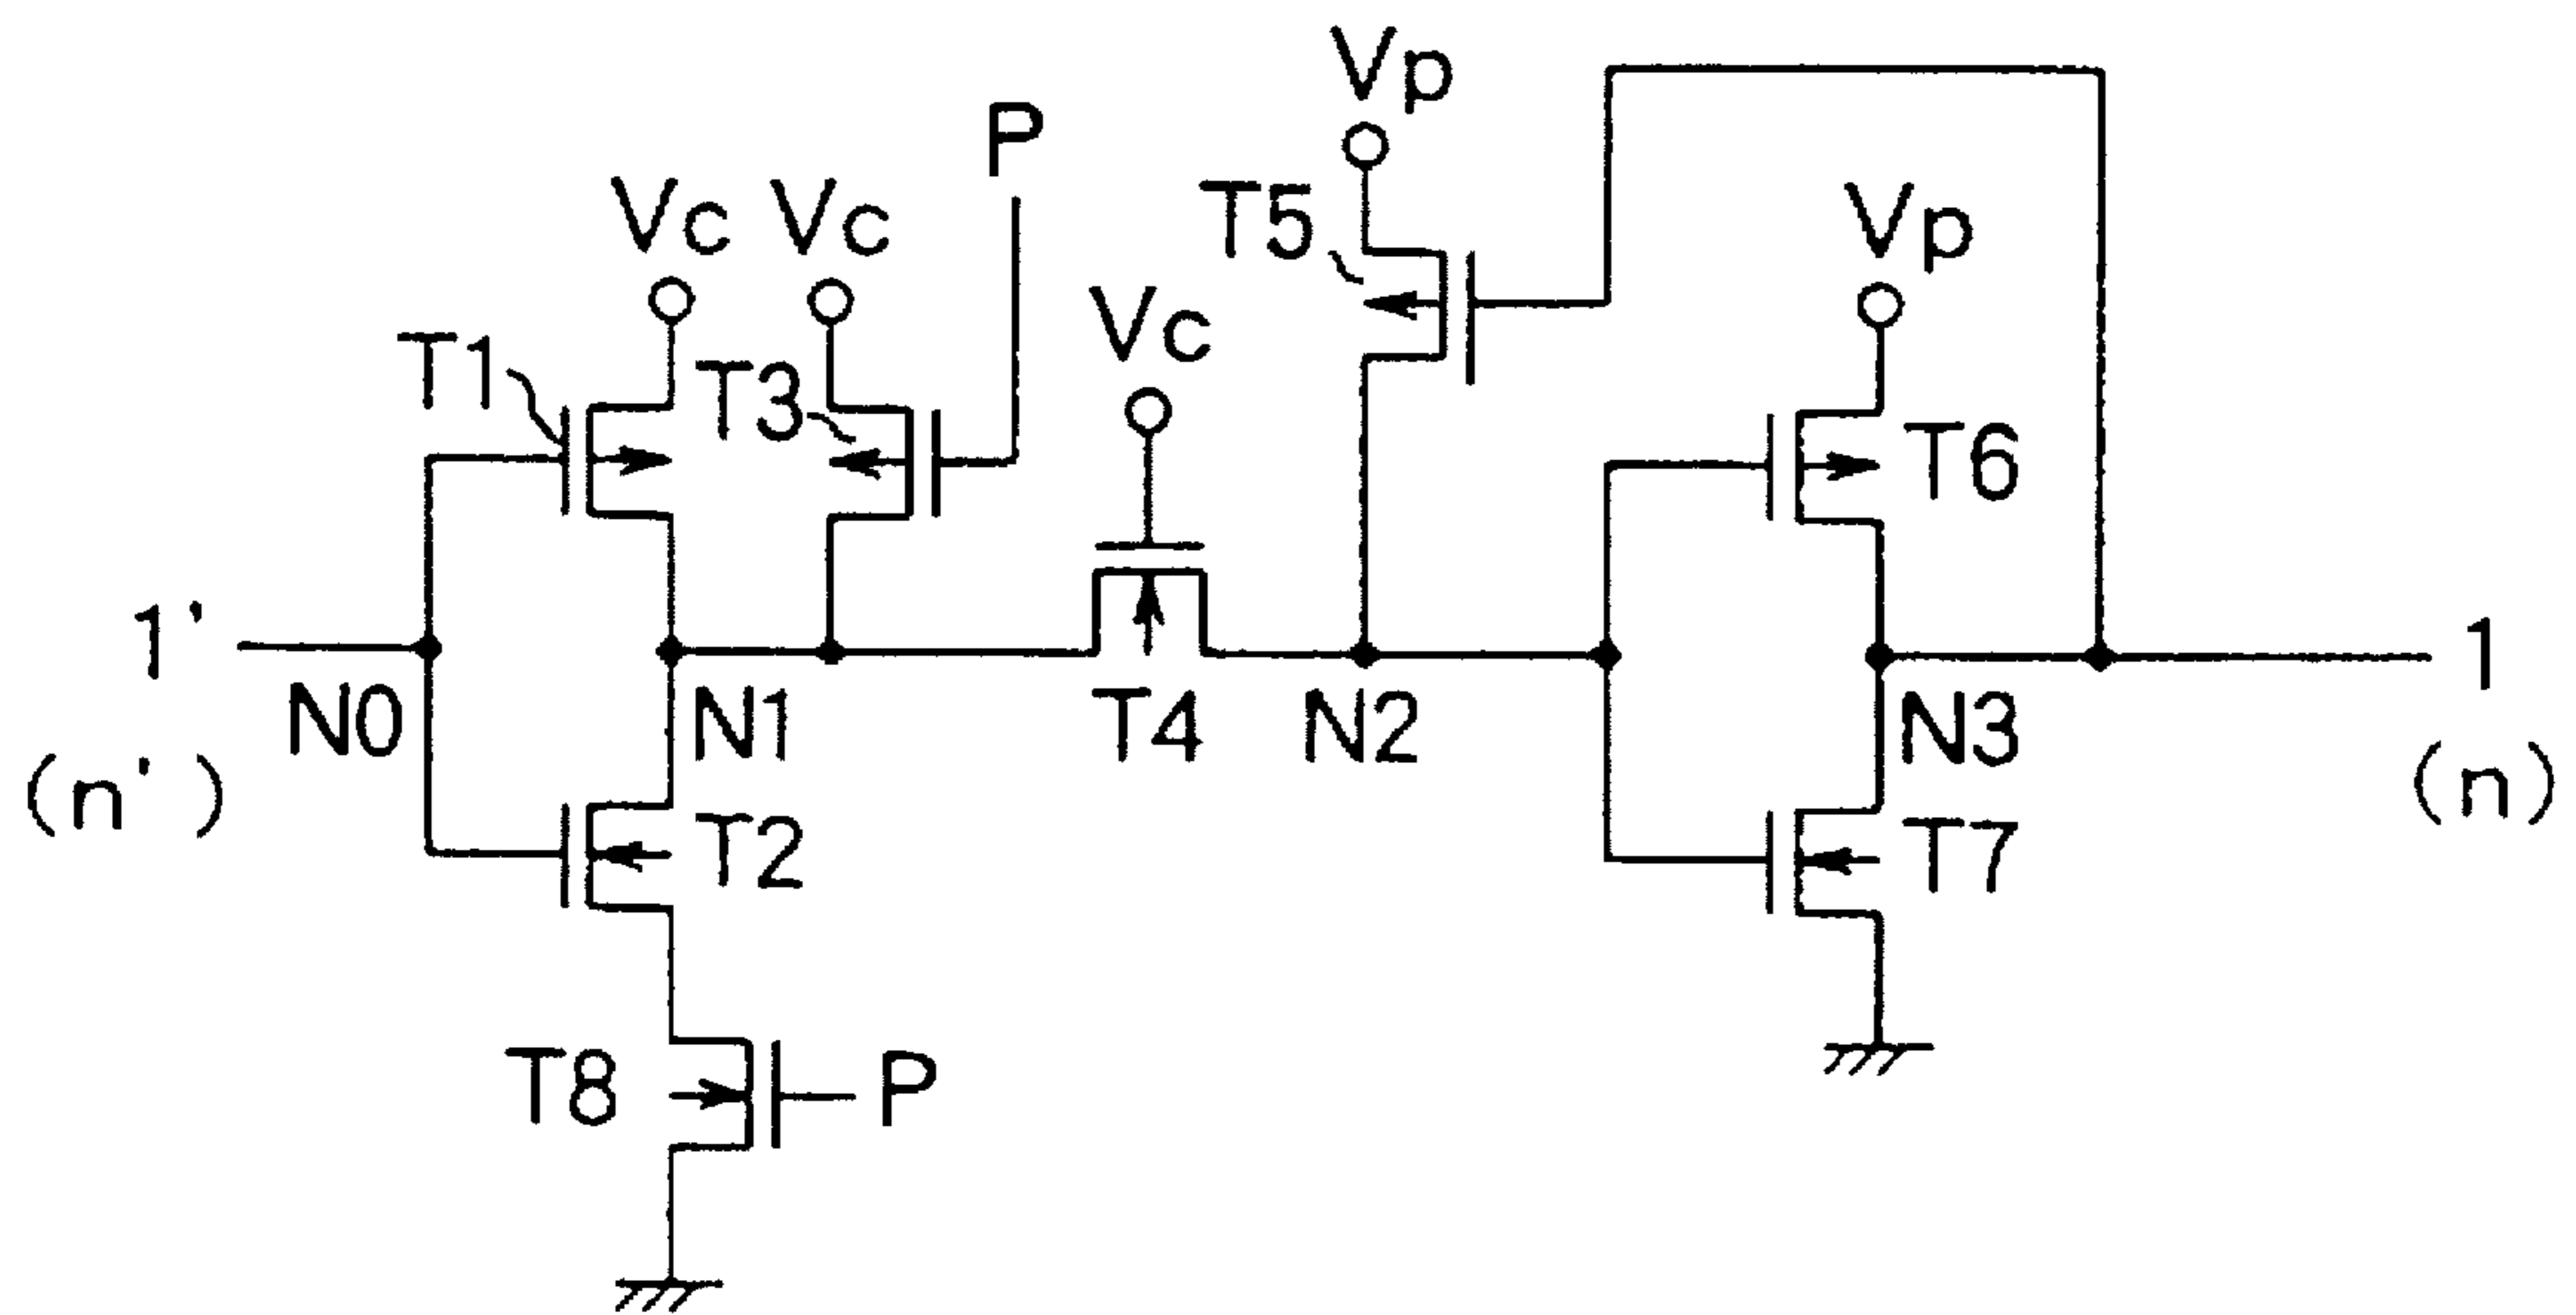 Vp
P
Vc Vc
T5
Vp
Vc
T1
T3
T6
1'
1
N0
N1
T4
N2
N3
(n')
(n)
T2
T7
T8
P